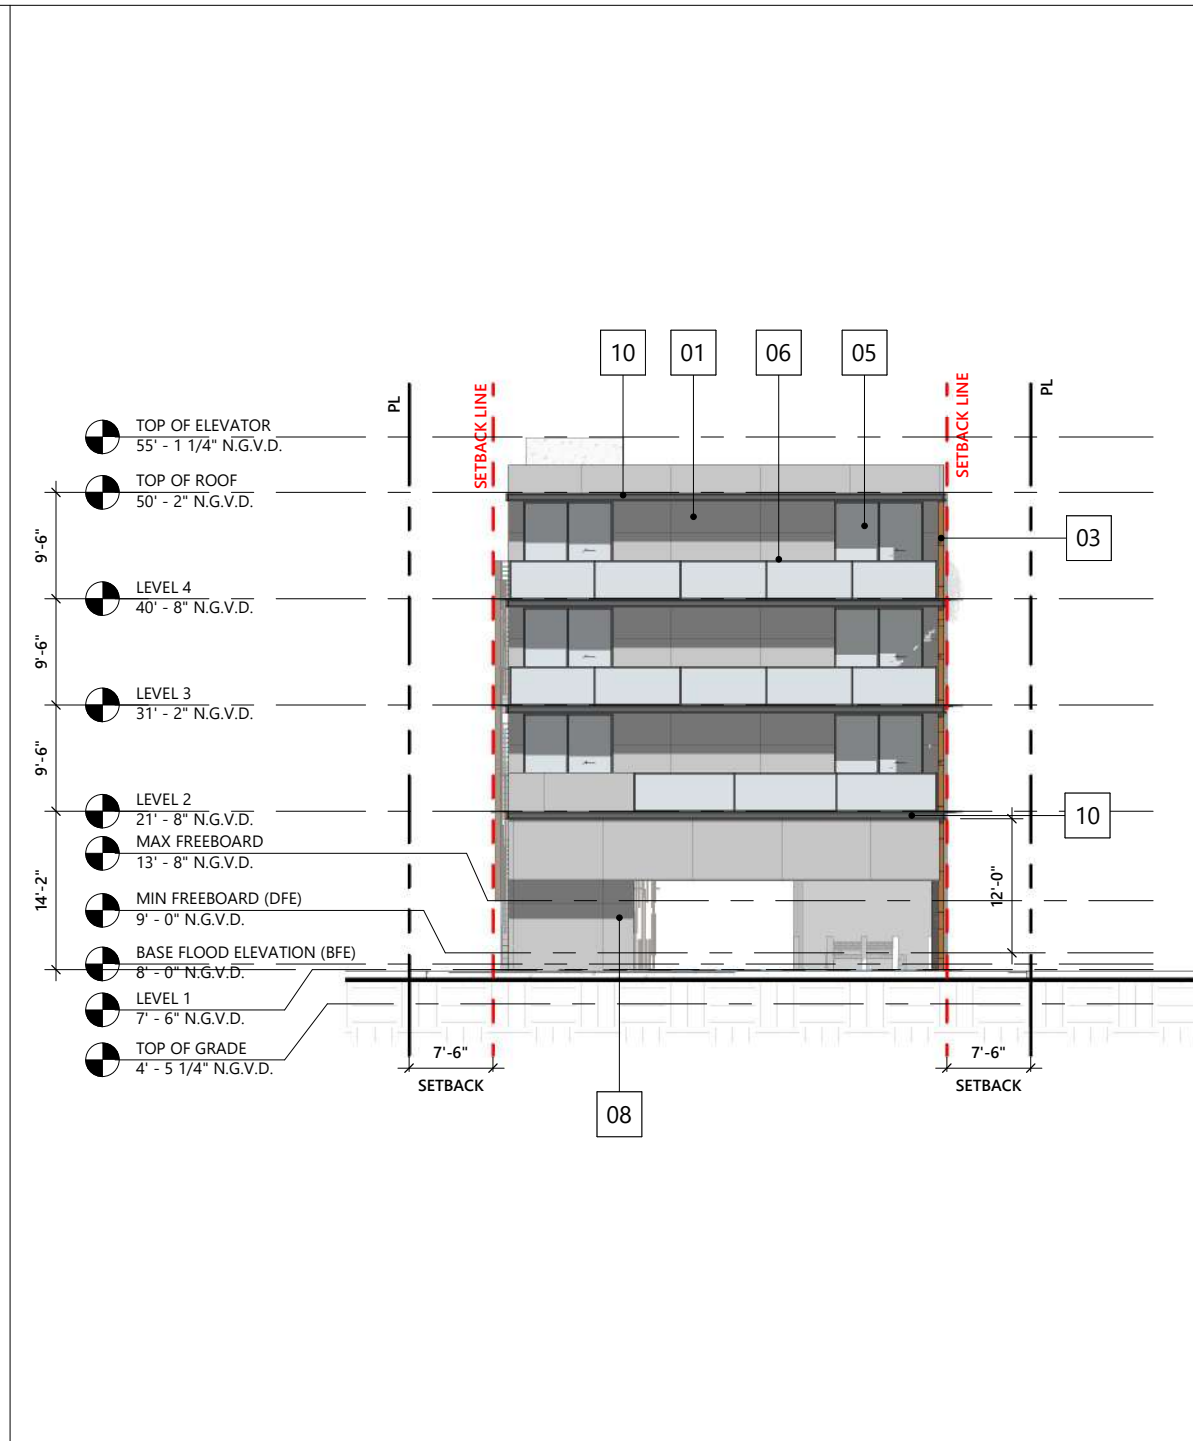 10
01
06
05
PL
SETBACK LINE
SETBACK LINE
PL
TOP OF ELEVATOR
55' - 1 1/4" N.G.V.D.
TOP OF ROOF
50' - 2" N.G.V.D.
9'-6"
03
LEVEL 4
40' - 8" N.G.V.D.
9'-6"
LEVEL 3
31' - 2" N.G.V.D.
9'-6"
LEVEL 2
21' - 8" N.G.V.D.
10
MAX FREEBOARD
13' - 8" N.G.V.D.
14'-2"
12'-0"
MIN FREEBOARD (DFE)
9' - 0" N.G.V.D.
BASE FLOOD ELEVATION (BFE)
8' - 0" N.G.V.D.
LEVEL 1
7' - 6" N.G.V.D.
TOP OF GRADE
4' - 5 1/4" N.G.V.D.
7'-6"
SETBACK
7'-6"
SETBACK
08